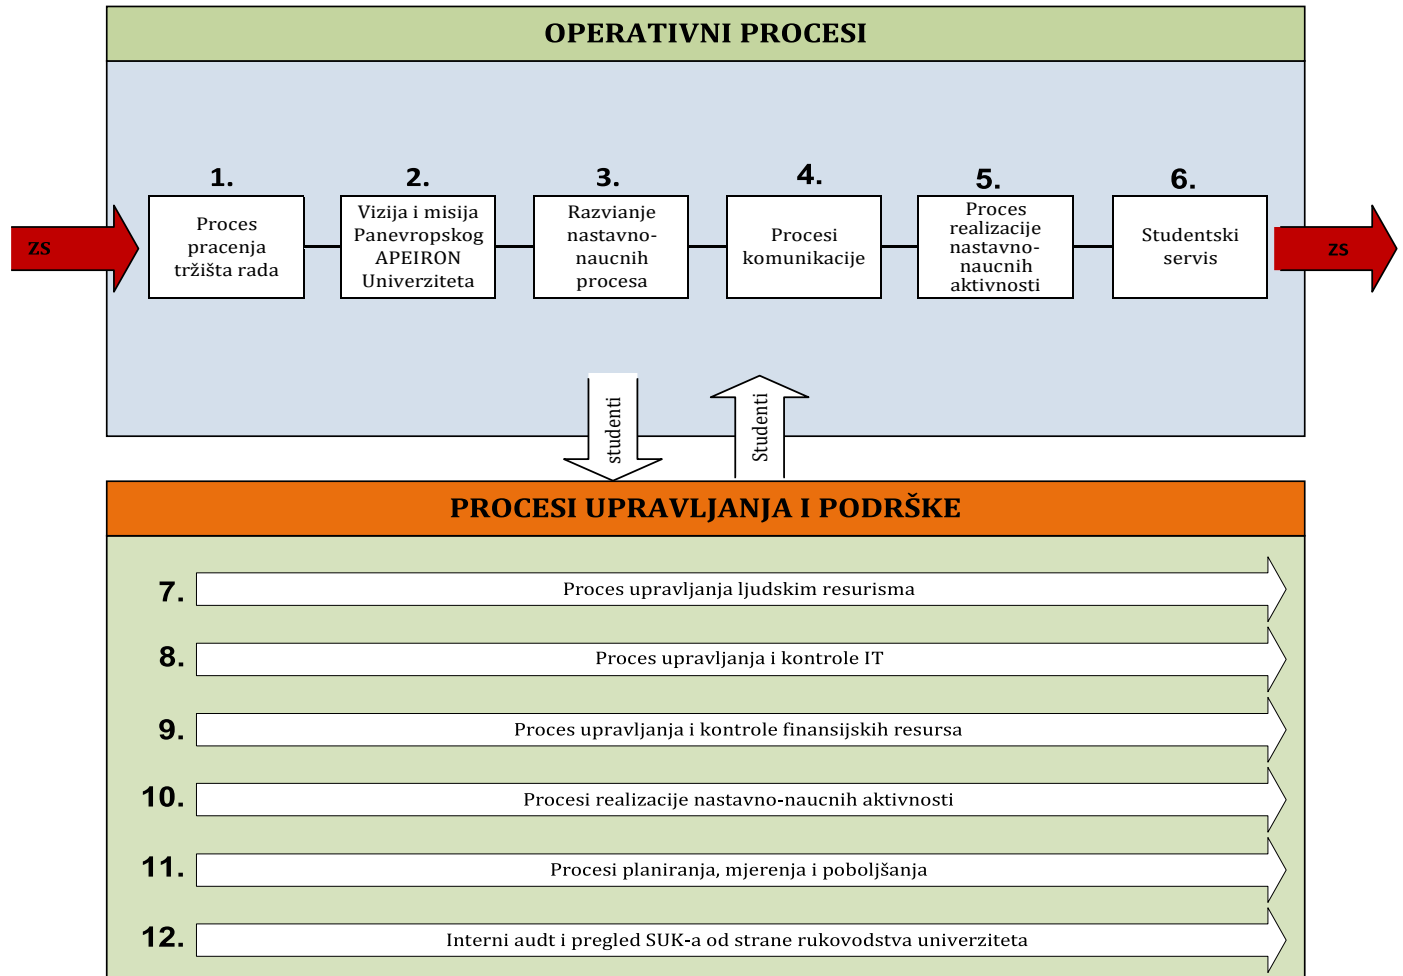 OPERATIVNI PROCESI
1.
2.
3.
4.
5.
6.
ZS
Proces
pracenja
tržišta rada
Vizija i misija
Panevropskog
APEIRON
Univerziteta
Razvianje
nastavno-
naucnih
procesa
Procesi
komunikacije
Proces
realizacije
nastavno-
naucnih
aktivnosti
Studentski
servis
ZS
studenti
Studenti
PROCESI UPRAVLJANJA I PODRŠKE
7. Proces upravljanja ljudskim resurisma
8. Proces upravljanja i kontrole IT
9. Proces upravljanja i kontrole finansijskih resursa
10. Procesi realizacije nastavno-naucnih aktivnosti
11. Procesi planiranja, mjerenja i poboljšanja
12. Interni audt i pregled SUK-a od strane rukovodstva univerziteta